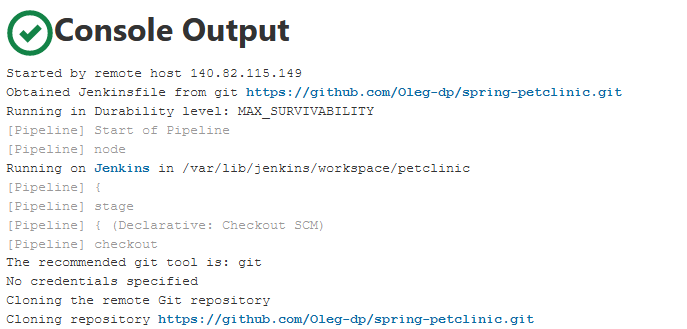 Console Output
Started by remote host 140.82.115.149
Obtained Jenkinsfile from git https://github.com/Oleg-dp/spring-petclinic.git
Running in Durability level: MAX_SURVIVABILITY
[Pipeline] Start of Pipeline
[Pipeline] node
Running on Jenkins in /var/lib/jenkins/workspace/petclinic
[Pipeline] {
[Pipeline] stage
[Pipeline] { (Declarative: Checkout SCM)
[Pipeline] checkout
The recommended git tool is: git
No credentials specified
Cloning the remote Git repository
Cloning repository https://github.com/Oleg-dp/spring-petclinic.git